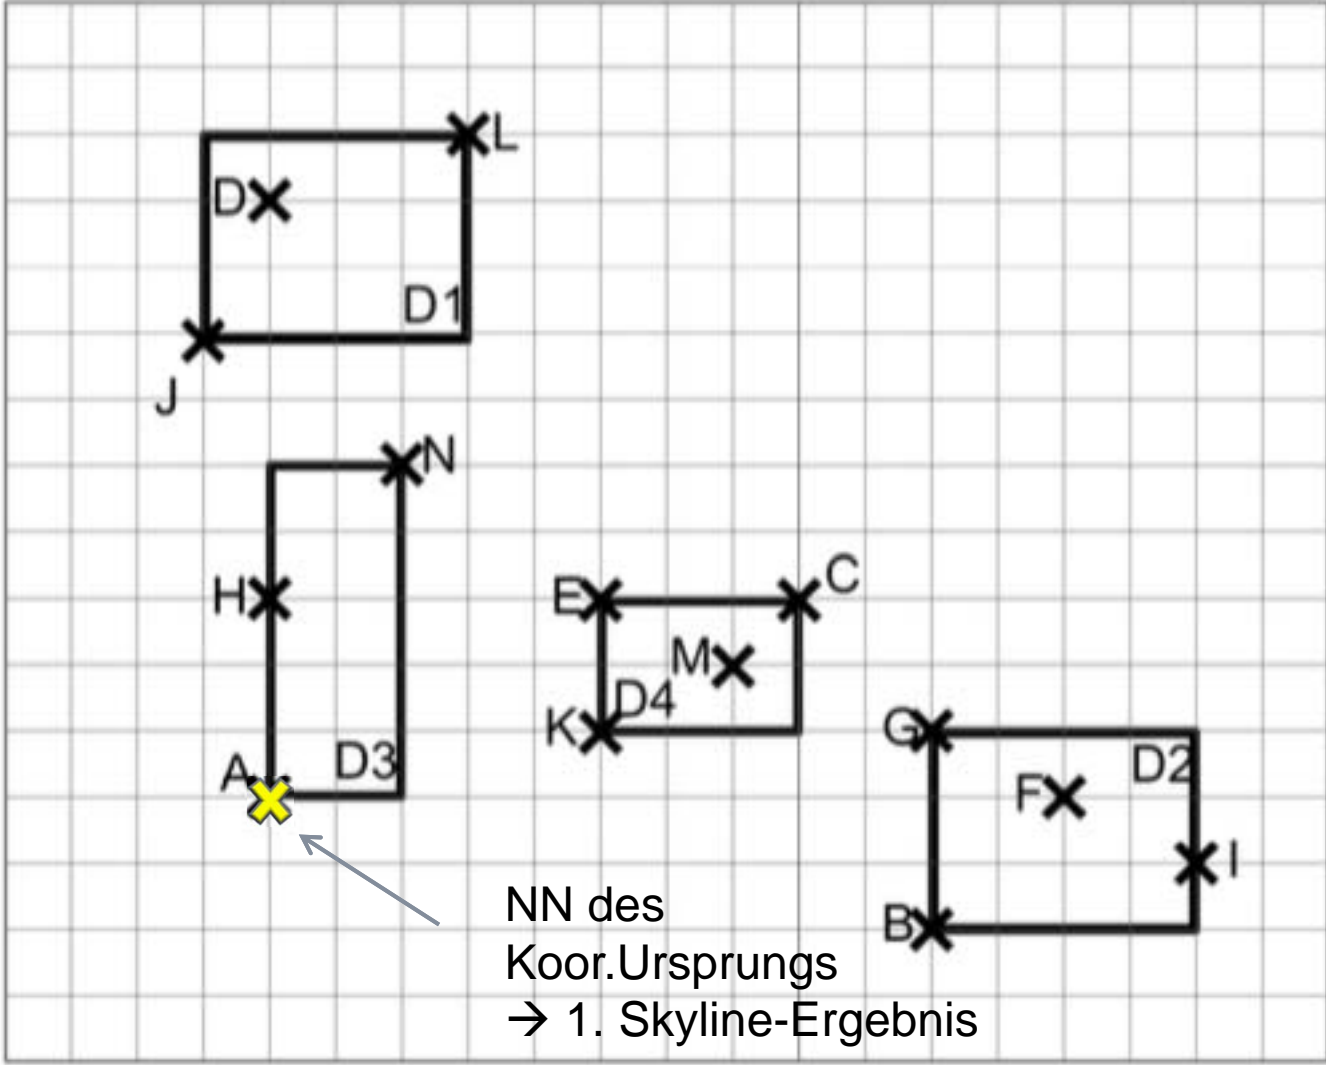 L
D
D1
J
N
H
E
C
M
D4
K
G
D2
A
D3
F
I
B
NN des
Koor.Ursprungs
→ 1. Skyline-Ergebnis